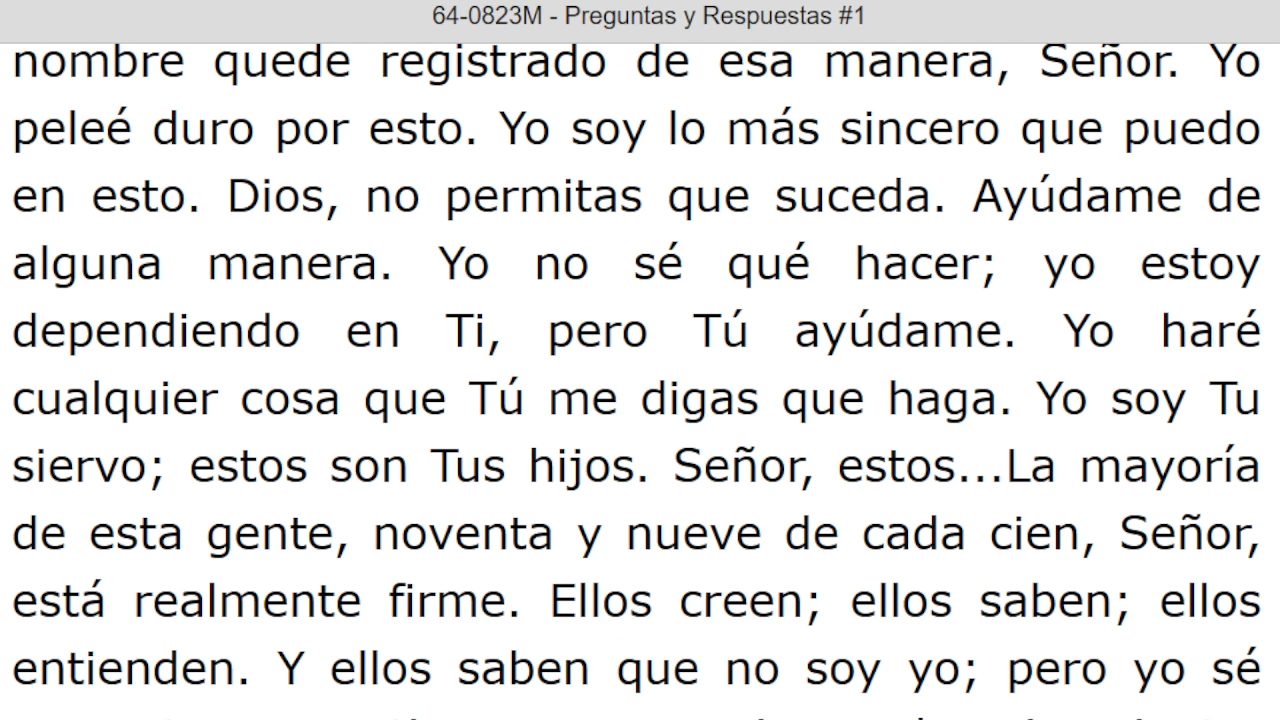 64-0823M - Preguntas y Respuestas #1
nombre quede registrado de esa manera, Señor. Yo
peleé duro por esto. Yo soy lo más sincero que puedo
en esto. Dios, no permitas que suceda. Ayúdame de
alguna manera. Yo no sé qué hacer; yo estoy
dependiendo en Ti, pero Tú ayúdame. Yo haré
cualquier cosa que Tú me digas que haga. Yo soy Tu
siervo; estos son Tus hijos. Señor, estos...La mayoría
de esta gente, noventa y nueve de cada cien, Señor,
está realmente firme. Ellos creen; ellos saben; ellos
entienden. Y ellos saben que no soy yo; pero yo sé